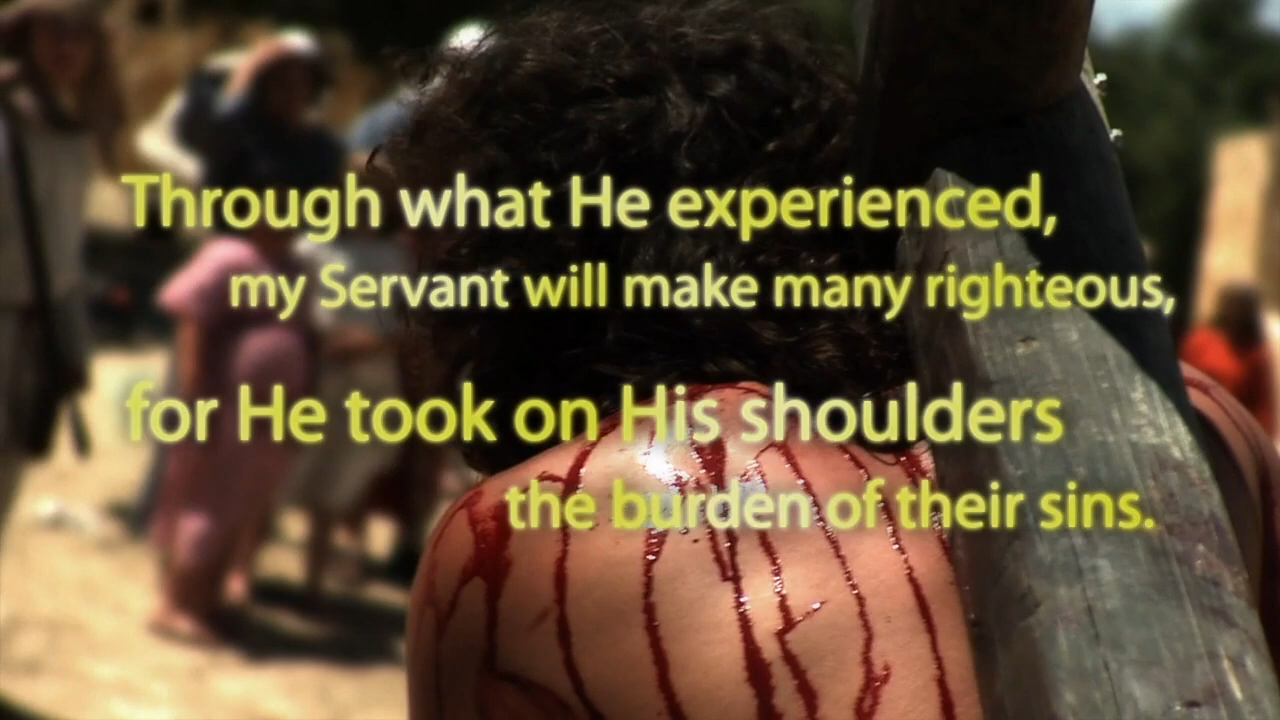 Through what He experienced,
my Servant will make many righteous,
for He took on His shoulders
the burden of their sins.